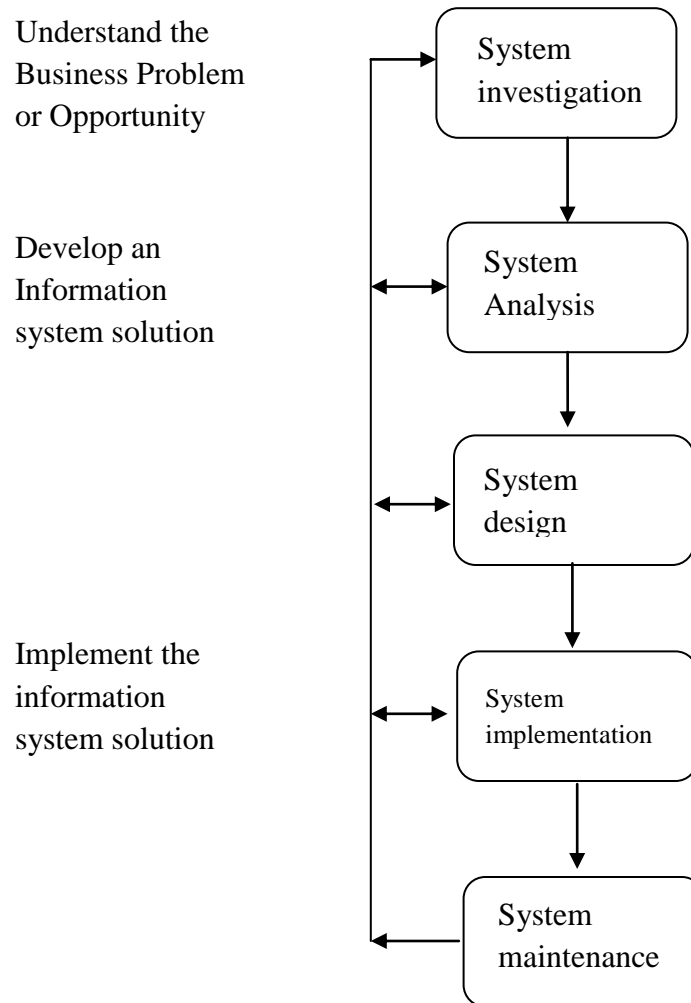 Understand the
Business Problem
or Opportunity
System
investigation
Develop an
Information
system solution
System
Analysis
System
design
Implement the
information
system solution
System
implementation
System
maintenance